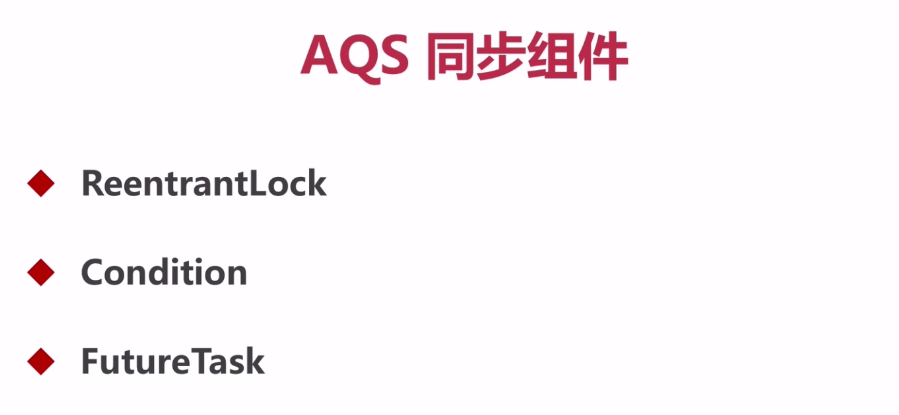 AQS 同步组件
ReentrantLock
Condition
FutureTask